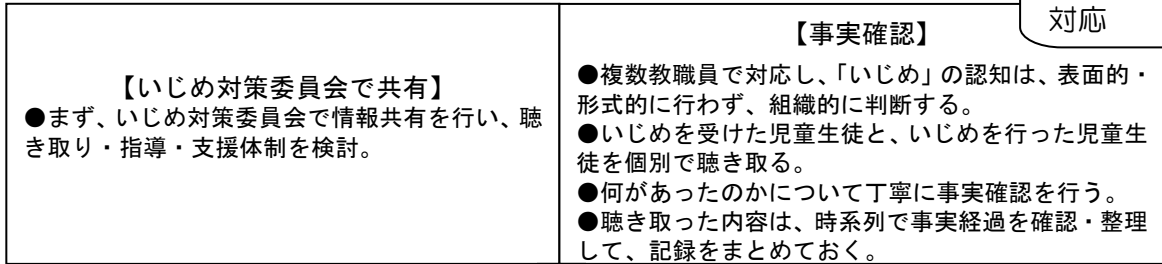 対応
【いじめ対策委員会で共有】
●まず、いじめ対策委員会で情報共有を行い、聴
き取り・指導・支援体制を検討。
【事実確認】
●複数教職員で対応し、「いじめ」の認知は、表面的・
形式的に行わず、組織的に判断する。
●いじめを受けた児童生徒と、いじめを行った児童生
徒を個別で聴き取る。
●何があったのかについて丁寧に事実確認を行う。
●聴き取った内容は、時系列で事実経過を確認・整理
して、記録をまとめておく。